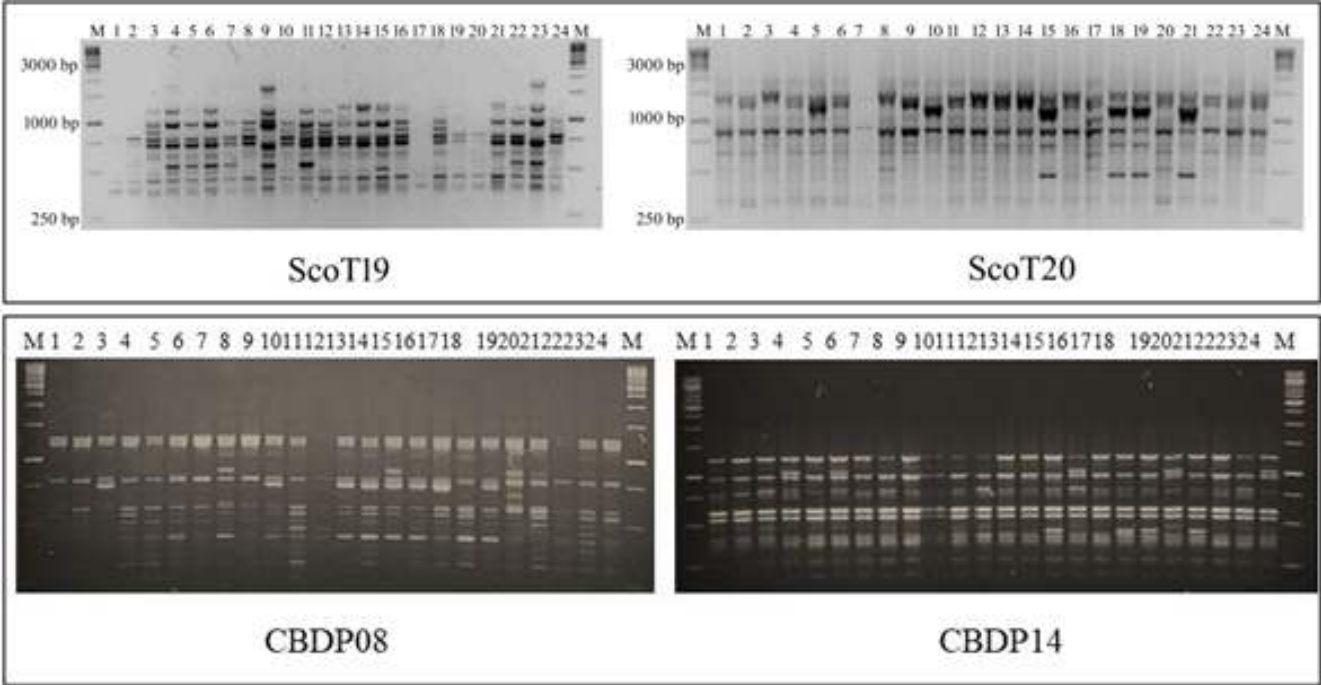 M 1 2 3 4 5 6 7 8 9 10 11 12 13 14 15 16 17 18 19 20 21 22 23 24 M
3000 bp
1000 bp
250 bp
ScoT19
M 1 2 3 4 5 6 7 8 9 10 11 12 13 14 15 16 17 18 19 20 21 22 23 24 M
3000 bp
1000 bp
250 bp
ScoT20
M 1 2 3 4 5 6 7 8 9 101112131415161718 192021222324 M
CBDP08
M 1 2 3 4 5 6 7 8 9 101112131415161718 192021222324 M
CBDP14